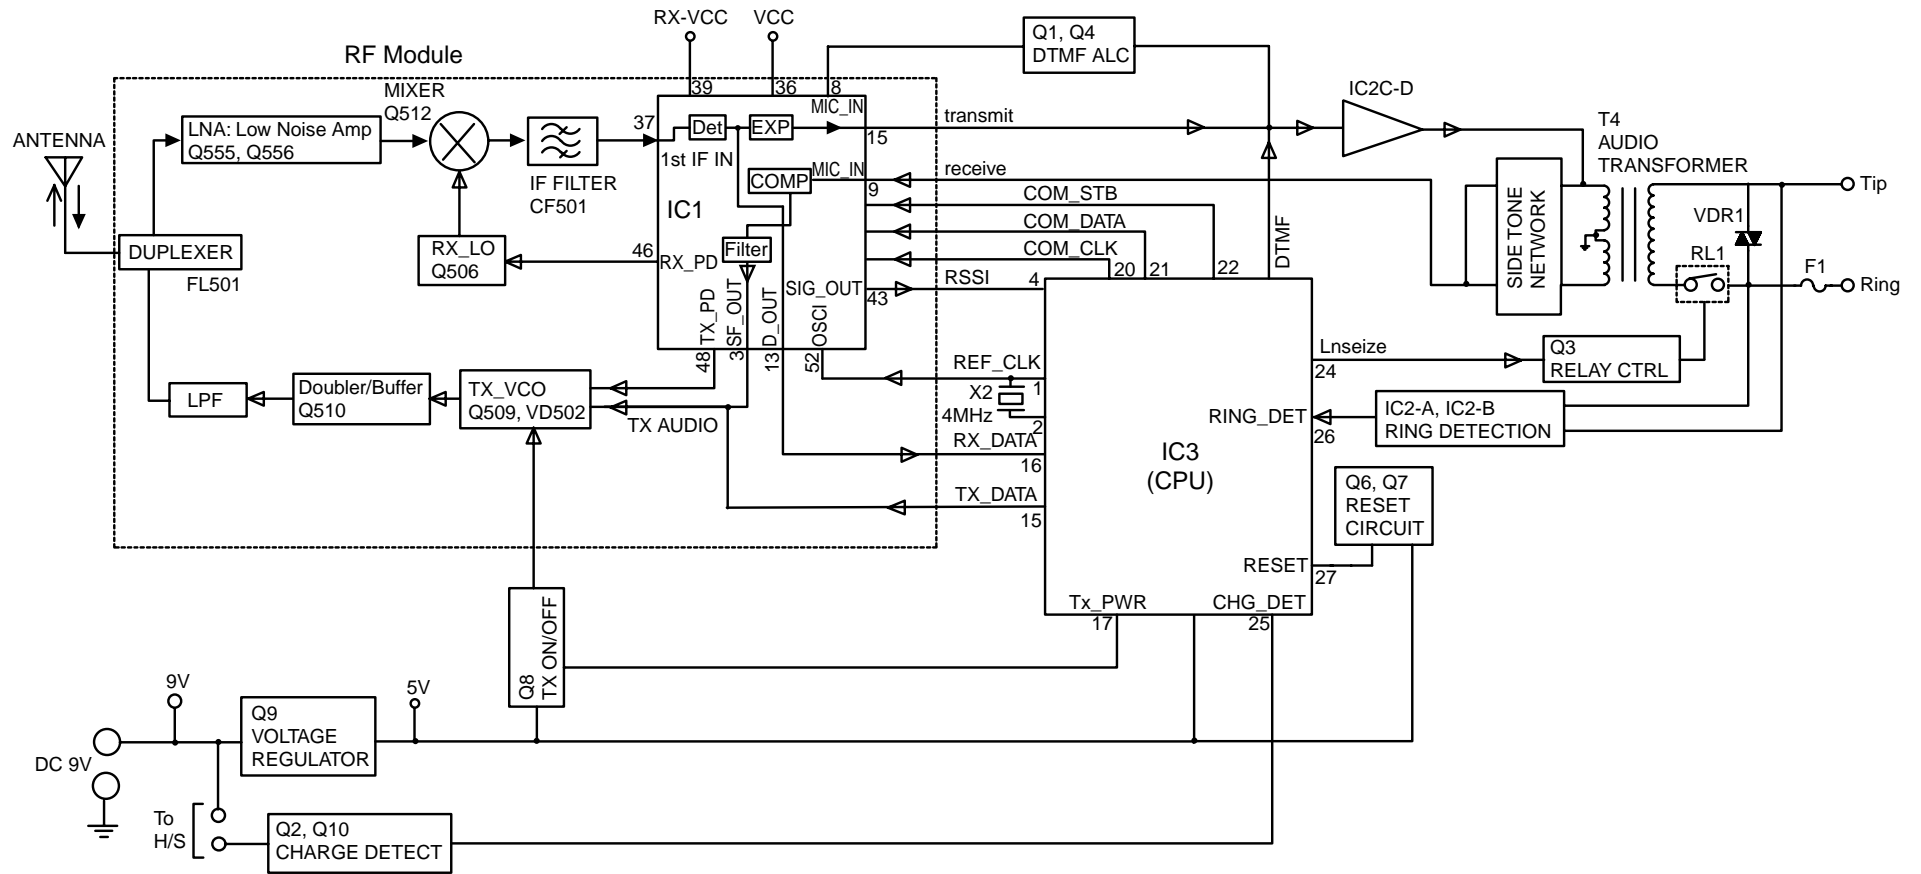 RX-VCC
VCC
RF Module
Q1, Q4
DTMF ALC
MIXER
Q512
39
36
8
MIC_IN
IC2C-D
ANTENNA
LNA: Low Noise Amp
Q555, Q556
37
Det
EXP
15
transmit
T4
AUDIO
TRANSFORMER
1st IF IN
IF FILTER
CF501
COMP
MIC_IN
9
receive
COM_STB
COM_DATA
COM_CLK
IC1
DTMF
SIDE TONE
NETWORK
Tip
VDR1
RL1
F1
Ring
DUPLEXER
FL501
RX_LO
Q506
46
RX_PD
Filter
20
21
22
SIG_OUT
43
RSSI
4
TX_PD
SF_OUT
D_OUT
OSCI
48
3
13
52
Lnseize
24
Q3
RELAY CTRL
REF_CLK
1
X2
4MHz
2
LPF
Doubler/Buffer
Q510
TX_VCO
Q509, VD502
TX AUDIO
RING_DET
26
IC2-A, IC2-B
RING DETECTION
RX_DATA
16
IC3
(CPU)
TX_DATA
15
Q6, Q7
RESET
CIRCUIT
RESET
27
Tx_PWR
17
CHG_DET
25
Q8
TX ON/OFF
9V
5V
Q9
VOLTAGE
REGULATOR
DC 9V
To
H/S
Q2, Q10
CHARGE DETECT